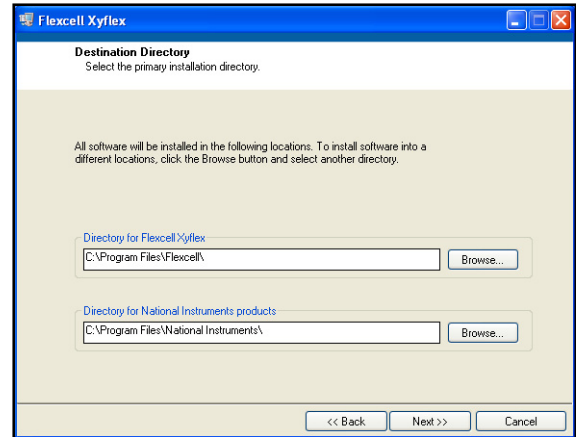 Flexcell Xyflex
Destination Directory
Select the primary installation directory.
All software will be installed in the following locations. To install software into a
different locations, click the Browse button and select another directory.
Directory for Flexcell Xyflex
C:\Program Files\Flexcell\
Browse...
Directory for National Instruments products
C:\Program Files\National Instruments\
Browse...
<< Back
Next >>
Cancel